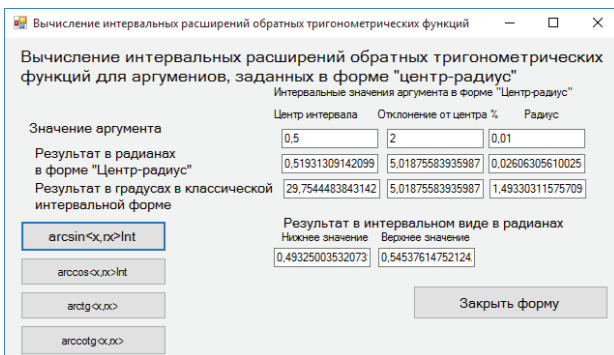 Вычисление интервальных расширений обратных тригонометрических функций
Вычисление интервальных расширений обратных тригонометрических
функций для аргумениов, заданных в форме "центр-радиус"
Интервальные значения аргумента в форме "Центр-радиус"
Центр интервала Отклонение от центра % Радиус
Значение аргумента 0,5 2 0,01
Результат в радианах
в форме "Центр-радиус" 0,51931309142099 5,01875583935987 0,02606305610025
Результат в градусах в классической
интервальной форме 29,7544483843142 5,01875583935987 1,49330311575709
Результат в интервальном виде в радианах
Нижнее значение Верхнее значение
0,4932500353207 0,5453761475212
arcsin<x,rx>Int
arccos<x,rx>Int
arctg<x,rx>
arccotg<x,rx>
Закрыть форму